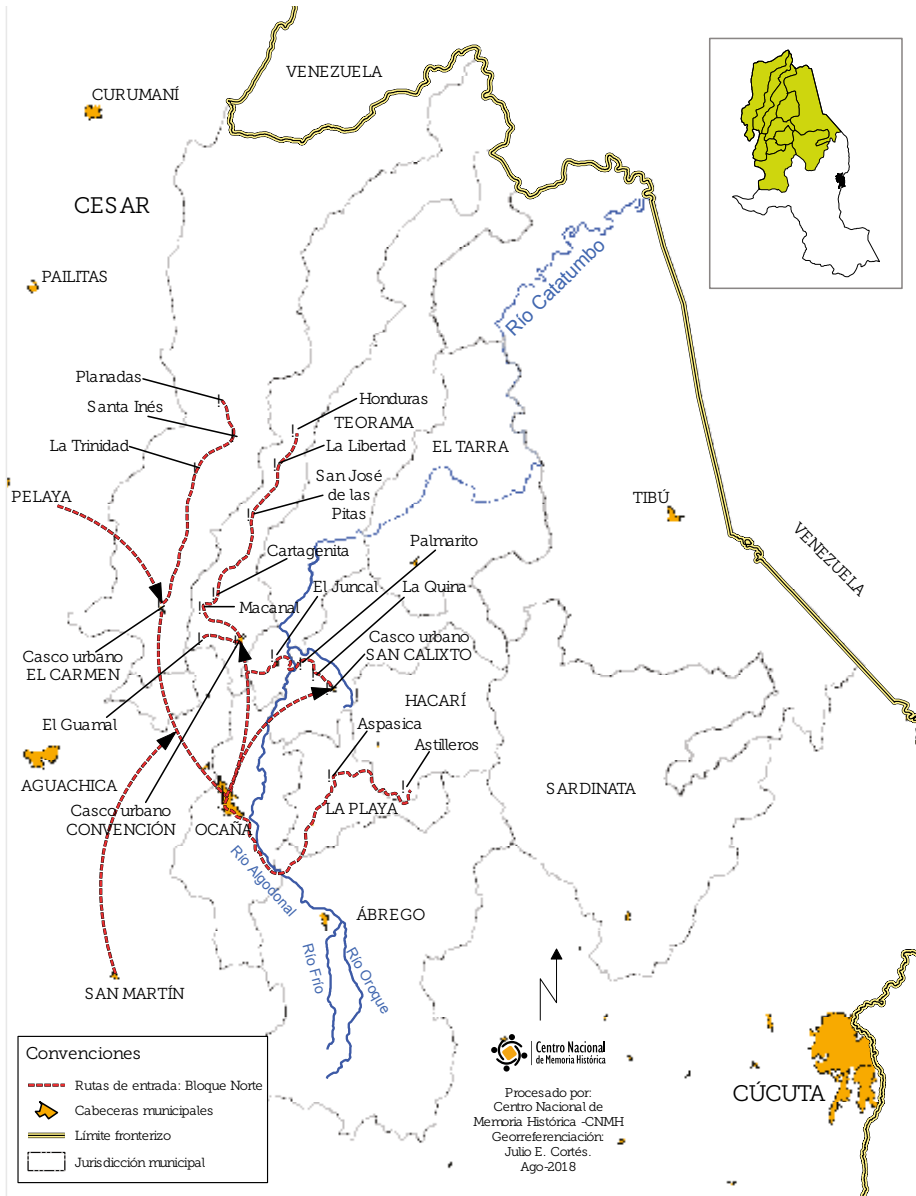 VENEZUELA
CURUMANÍ
CESAR
PAILITAS
Río Catatumbo
Planadas
Santa Inés
La Trinidad
Honduras
TEORAMA
La Libertad
EL TARRA
San José
de las
Pitas
PELAYA
TIBÚ
VENEZUELA
Palmarito
Cartagenita
El Juncal
La Quina
Macanal
Casco urbano
EL CARMEN
Casco urbano
SAN CALIXTO
El Guamal
HACARÍ
Aspasica
Astilleros
AGUACHICA
Casco urbano
CONVENCIÓN
OCAÑA
LA PLAYA
SARDINATA
Río Algodonal
ÁBREGO
Río Frío
Río Oroque
SAN MARTÍN
CÚCUTA
Convenciones
Rutas de entrada: Bloque Norte
Cabeceras municipales
Límite fronterizo
Jurisdicción municipal
Centro Nacional
de Memoria Histórica
Procesado por:
Centro Nacional de
Memoria Histórica -CNMH
Georreferenciación:
Julio E. Cortés.
Ago-2018